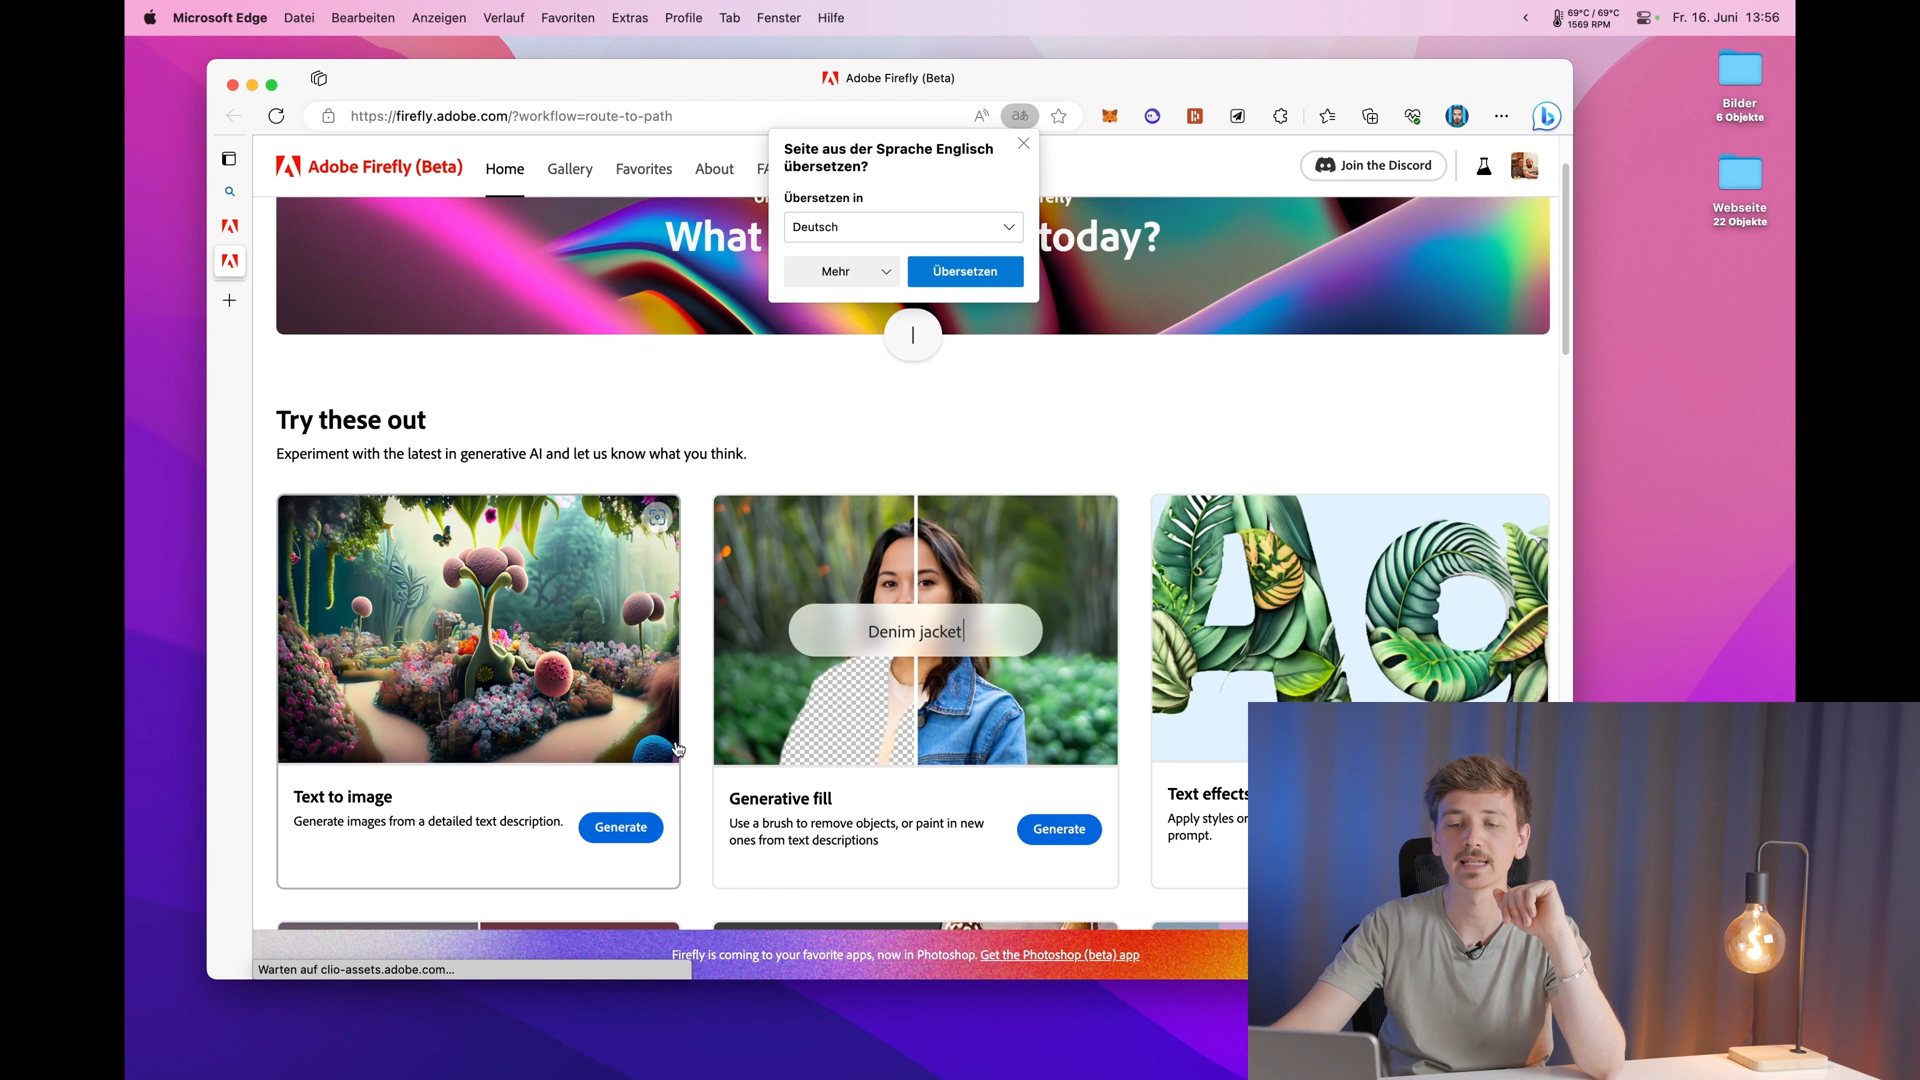 Microsoft Edge Datei Bearbeiten Anzeigen Verlauf Favoriten Extras Profile Tab Fenster Hilfe
69°C / 69°C
1569 RPM
Fr. 16. Juni 13:56
Bilder
6 Objekte
Webseite
22 Objekte
Adobe Firefly (Beta)
https://firefly.adobe.com/?workflow=route-to-path
Adobe Firefly (Beta)
Home Gallery Favorites About
Join the Discord
Seite aus der Sprache Englisch
übersetzen?
Übersetzen in
Deutsch
Mehr
Übersetzen
What today?
Try these out
Experiment with the latest in generative AI and let us know what you think.
Denim jacket
Text to image
Generate images from a detailed text description.
Generate
Generative fill
Use a brush to remove objects, or paint in new
ones from text descriptions
Generate
Text effects
Apply styles or
prompt.
Firefly is coming to your favorite apps, now in Photoshop. Get the Photoshop (beta) app
Warten auf clio-assets.adobe.com...